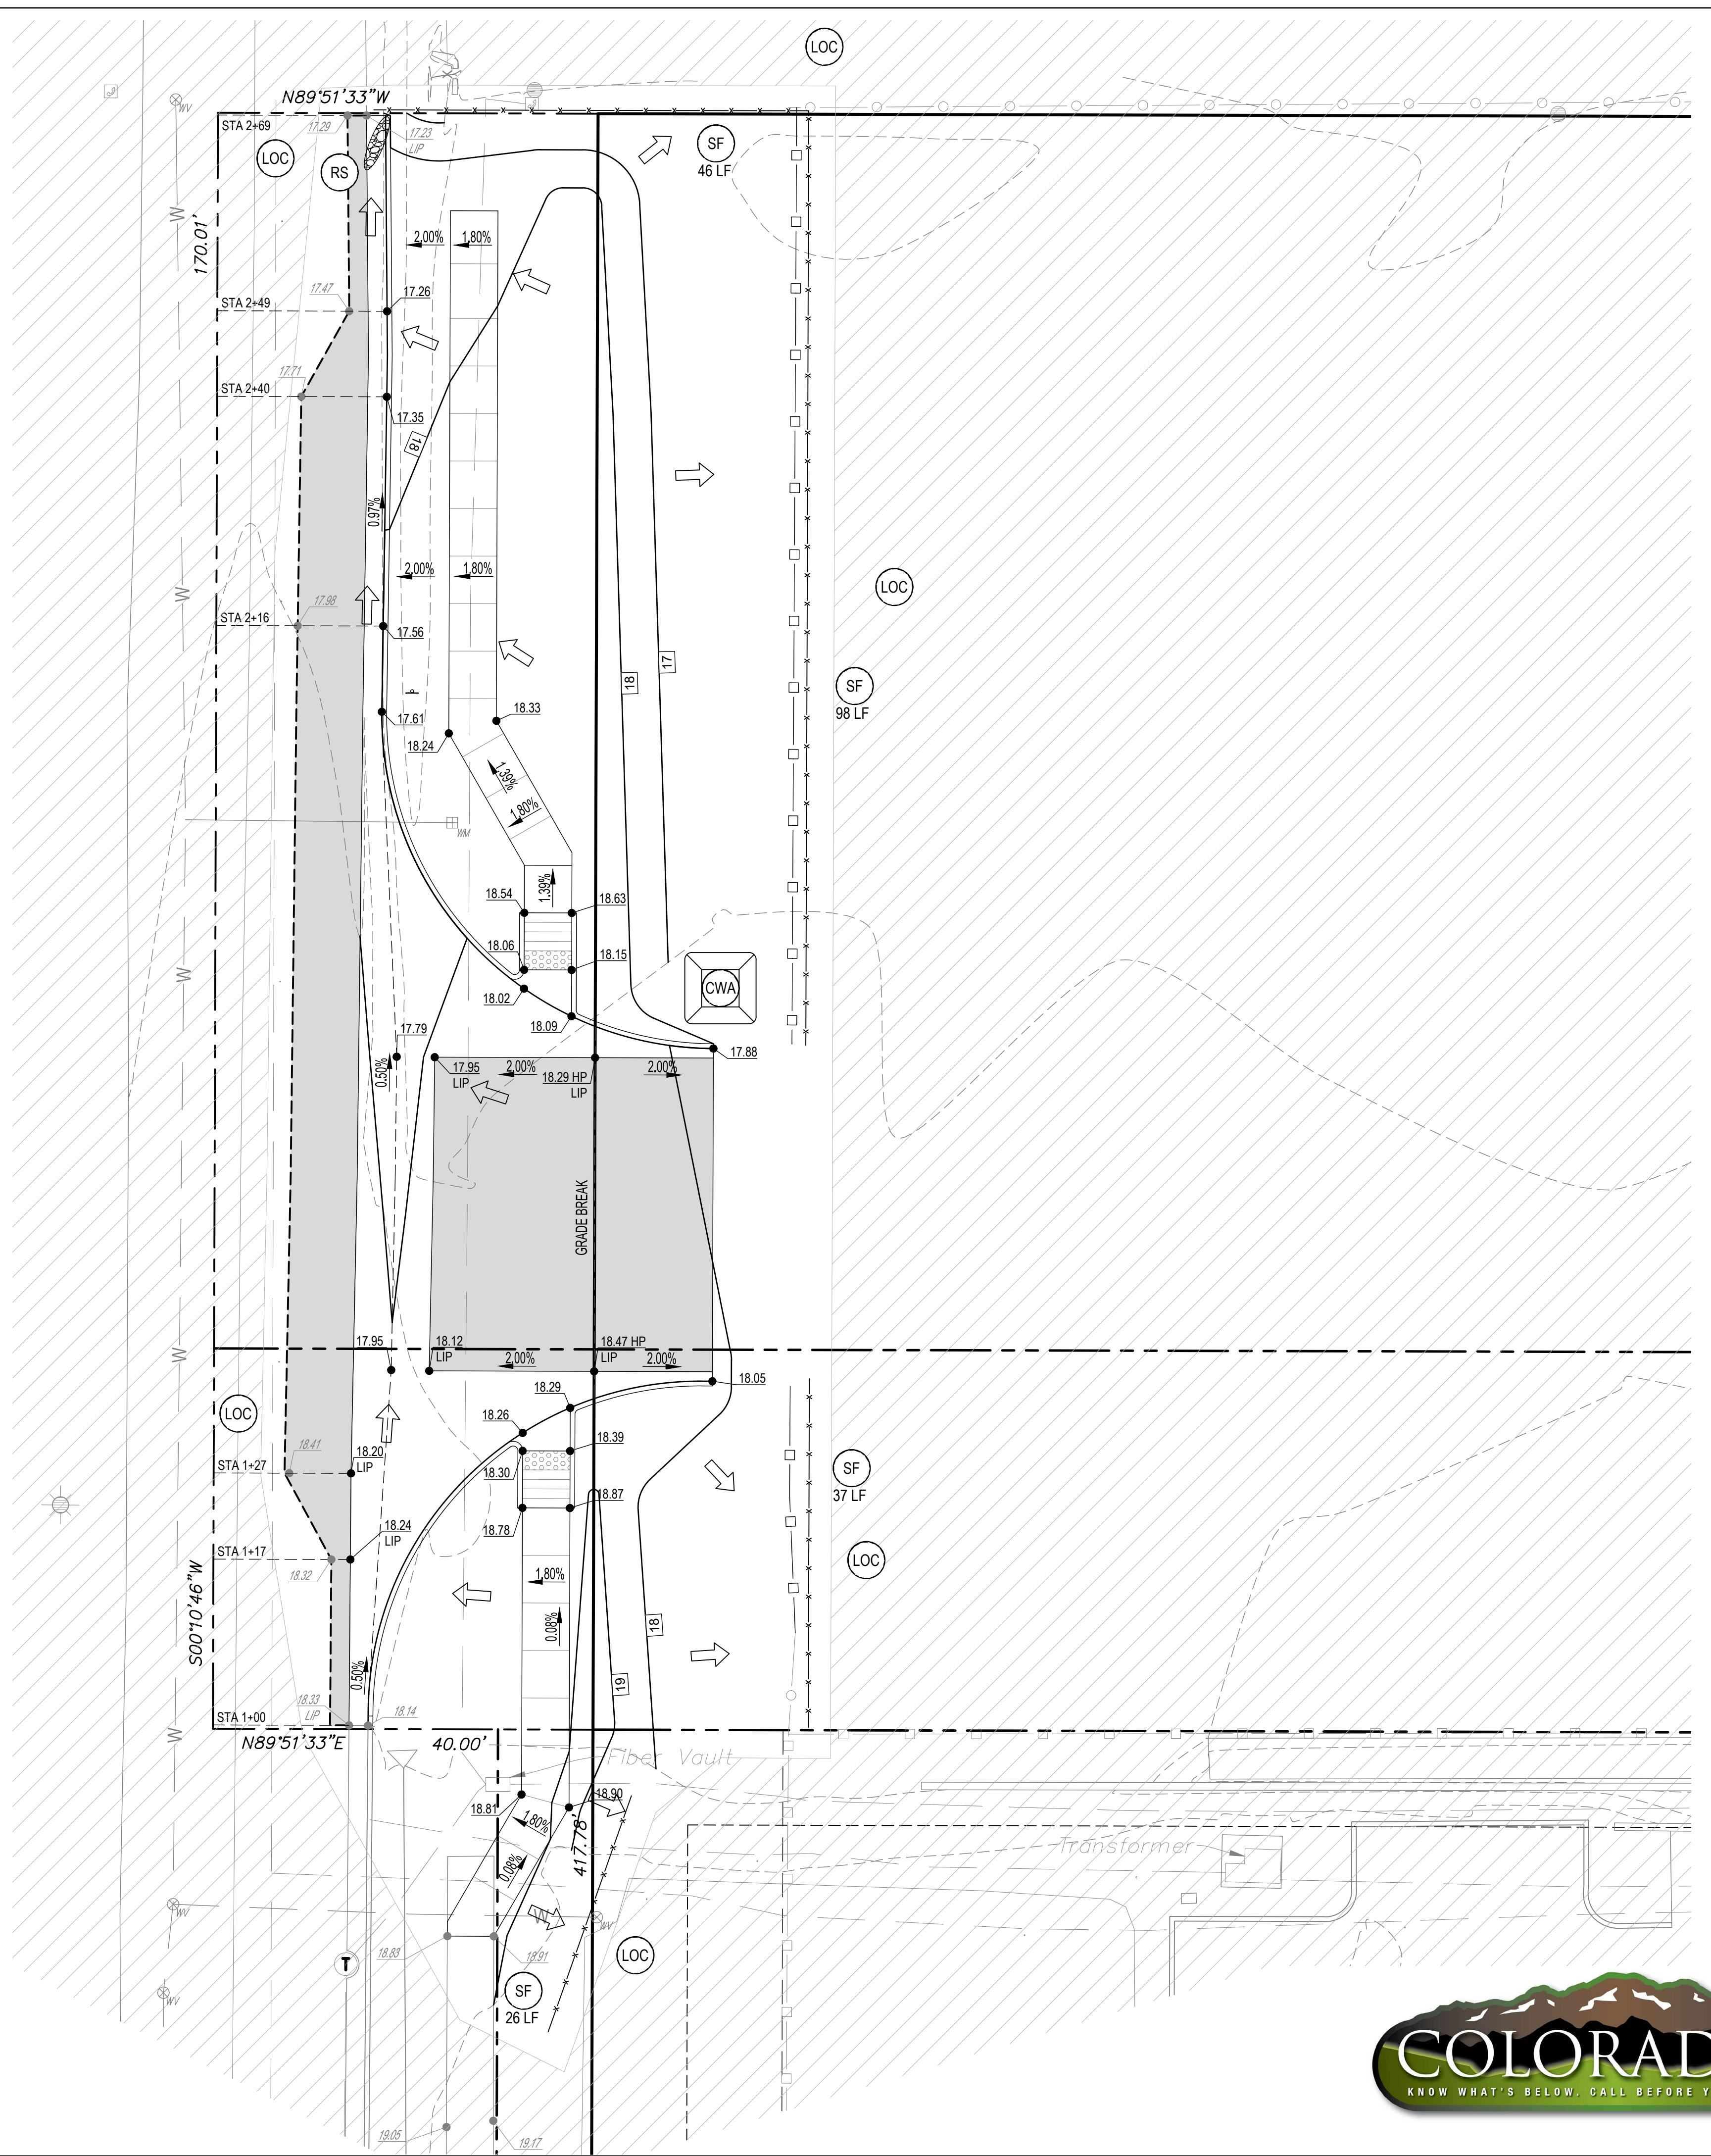 LOC
N89°51'33"W
WV
STA 2+69
17.29
17.23
LIP
SF
46 LF
LOC
RS
W
170.01'
2.00%
1.80%
17.47
STA 2+49
17.26
17.71
STA 2+40
17.35
18
0.97%
W
2.00%
1.80%
LOC
17.98
STA 2+16
17.56
17
18
SF
98 LF
17.61
18.33
18.24
1.39%
1.80%
WM
1.39%
18.54
18.63
W
18.06
18.15
CWA
18.02
18.09
17.79
17.88
0.50%
17.95
LIP
2.00%
18.29 HP
LIP
2.00%
GRADE BREAK
W
17.95
18.12
LIP
2.00%
18.47 HP
LIP
2.00%
18.05
LOC
18.29
18.26
18.41
18.20
LIP
STA 1+27
18.39
18.30
SF
37 LF
18.87
18.78
18.24
LIP
STA 1+17
18.32
LOC
1.80%
0.08%
18
S00°10'46"W
0.50%
19
18.33
LIP
18.14
STA 1+00
W
N89°51'33"E
40.00'
Fiber Vault
18.81
18.90
1.80%
417.78'
0.08%
Transformer
WV
W
WV
18.83
18.91
LOC
T
SF
26 LF
WV
19.05
19.17
COLORAD
KNOW WHAT'S BELOW. CALL BEFORE Y